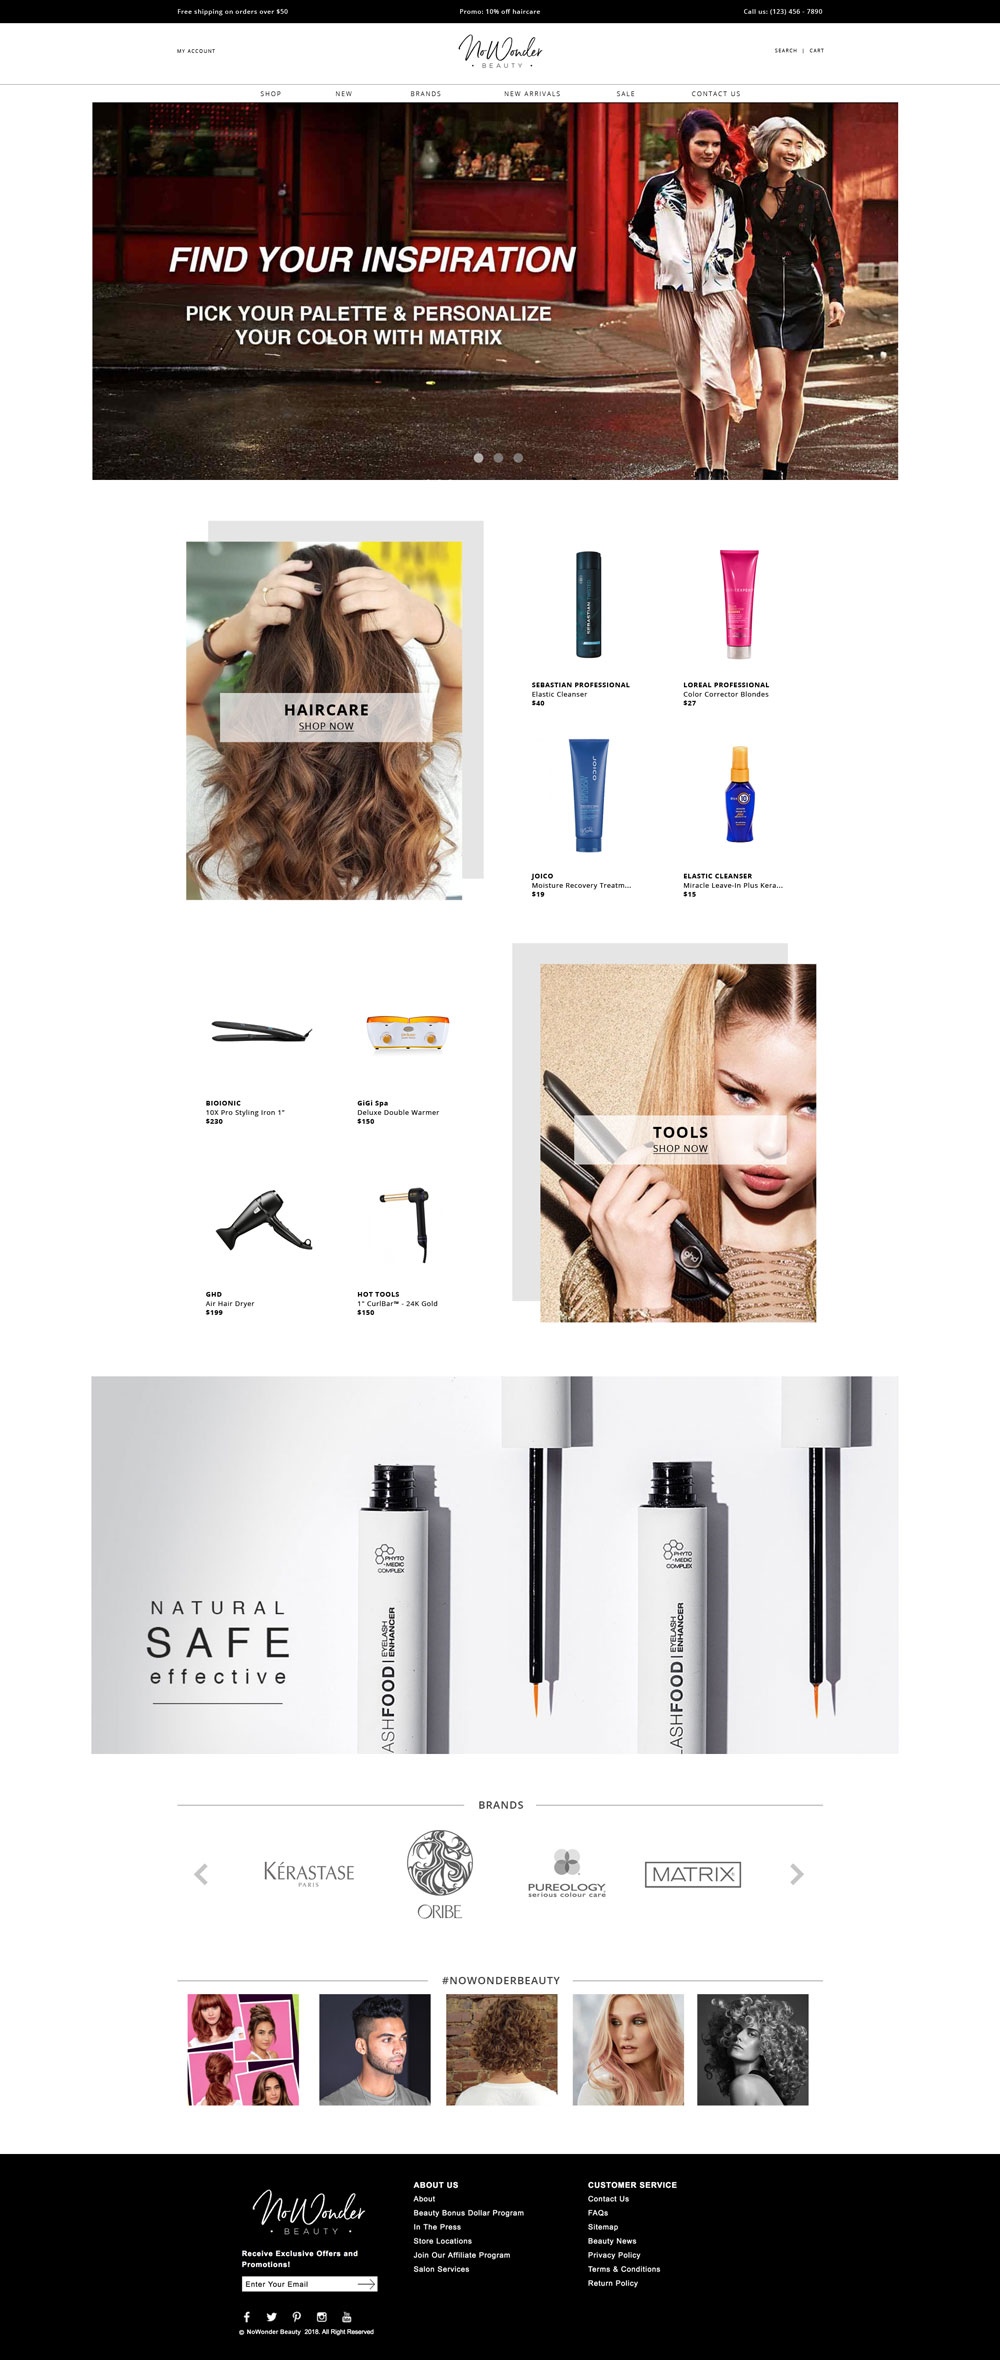 Free shipping on orders over $50
Promo: 10% off haircare
Call us: (123) 456 - 7890
MY ACCOUNT
NoWonder
• BEAUTY •
SEARCH | CART
SHOP
NEW
BRANDS
NEW ARRIVALS
SALE
CONTACT US
FIND YOUR INSPIRATION
PICK YOUR PALETTE & PERSONALIZE
YOUR COLOR WITH MATRIX
HAIRCARE
SHOP NOW
SEBASTIAN
SEBASTIAN PROFESSIONAL
Elastic Cleanser
$40
LOREAL PROFESSIONAL
Color Corrector Blondes
$27
JOICO
JOICO
Moisture Recovery Treatm...
$19
10
ELASTIC CLEANSER
Miracle Leave-In Plus Kera...
$15
BIOIONIC
10X Pro Styling Iron 1"
$230
GiGi Spa
Deluxe Double Warmer
$150
GHD
Air Hair Dryer
$199
HOT TOOLS
1" CurlBar™ - 24K Gold
$150
TOOLS
SHOP NOW
ghd
NATURAL
SAFE
effective
PHYTO
-MEDIC
COMPLEX
LASHFOOD | EYELASH
ENHANCER
PHYTO
-MEDIC
COMPLEX
LASHFOOD | EYELASH
ENHANCER
BRANDS
KÉRASTASE
PARIS
ORIBE
PUREOLOGY
serious colour care
MATRIX
#NOWONDERBEAUTY
NoWonder
• BEAUTY •
Receive Exclusive Offers and
Promotions!
Enter Your Email
© NoWonder Beauty 2018. All Right Reserved
ABOUT US
About
Beauty Bonus Dollar Program
In The Press
Store Locations
Join Our Affiliate Program
Salon Services
CUSTOMER SERVICE
Contact Us
FAQs
Sitemap
Beauty News
Privacy Policy
Terms & Conditions
Return Policy